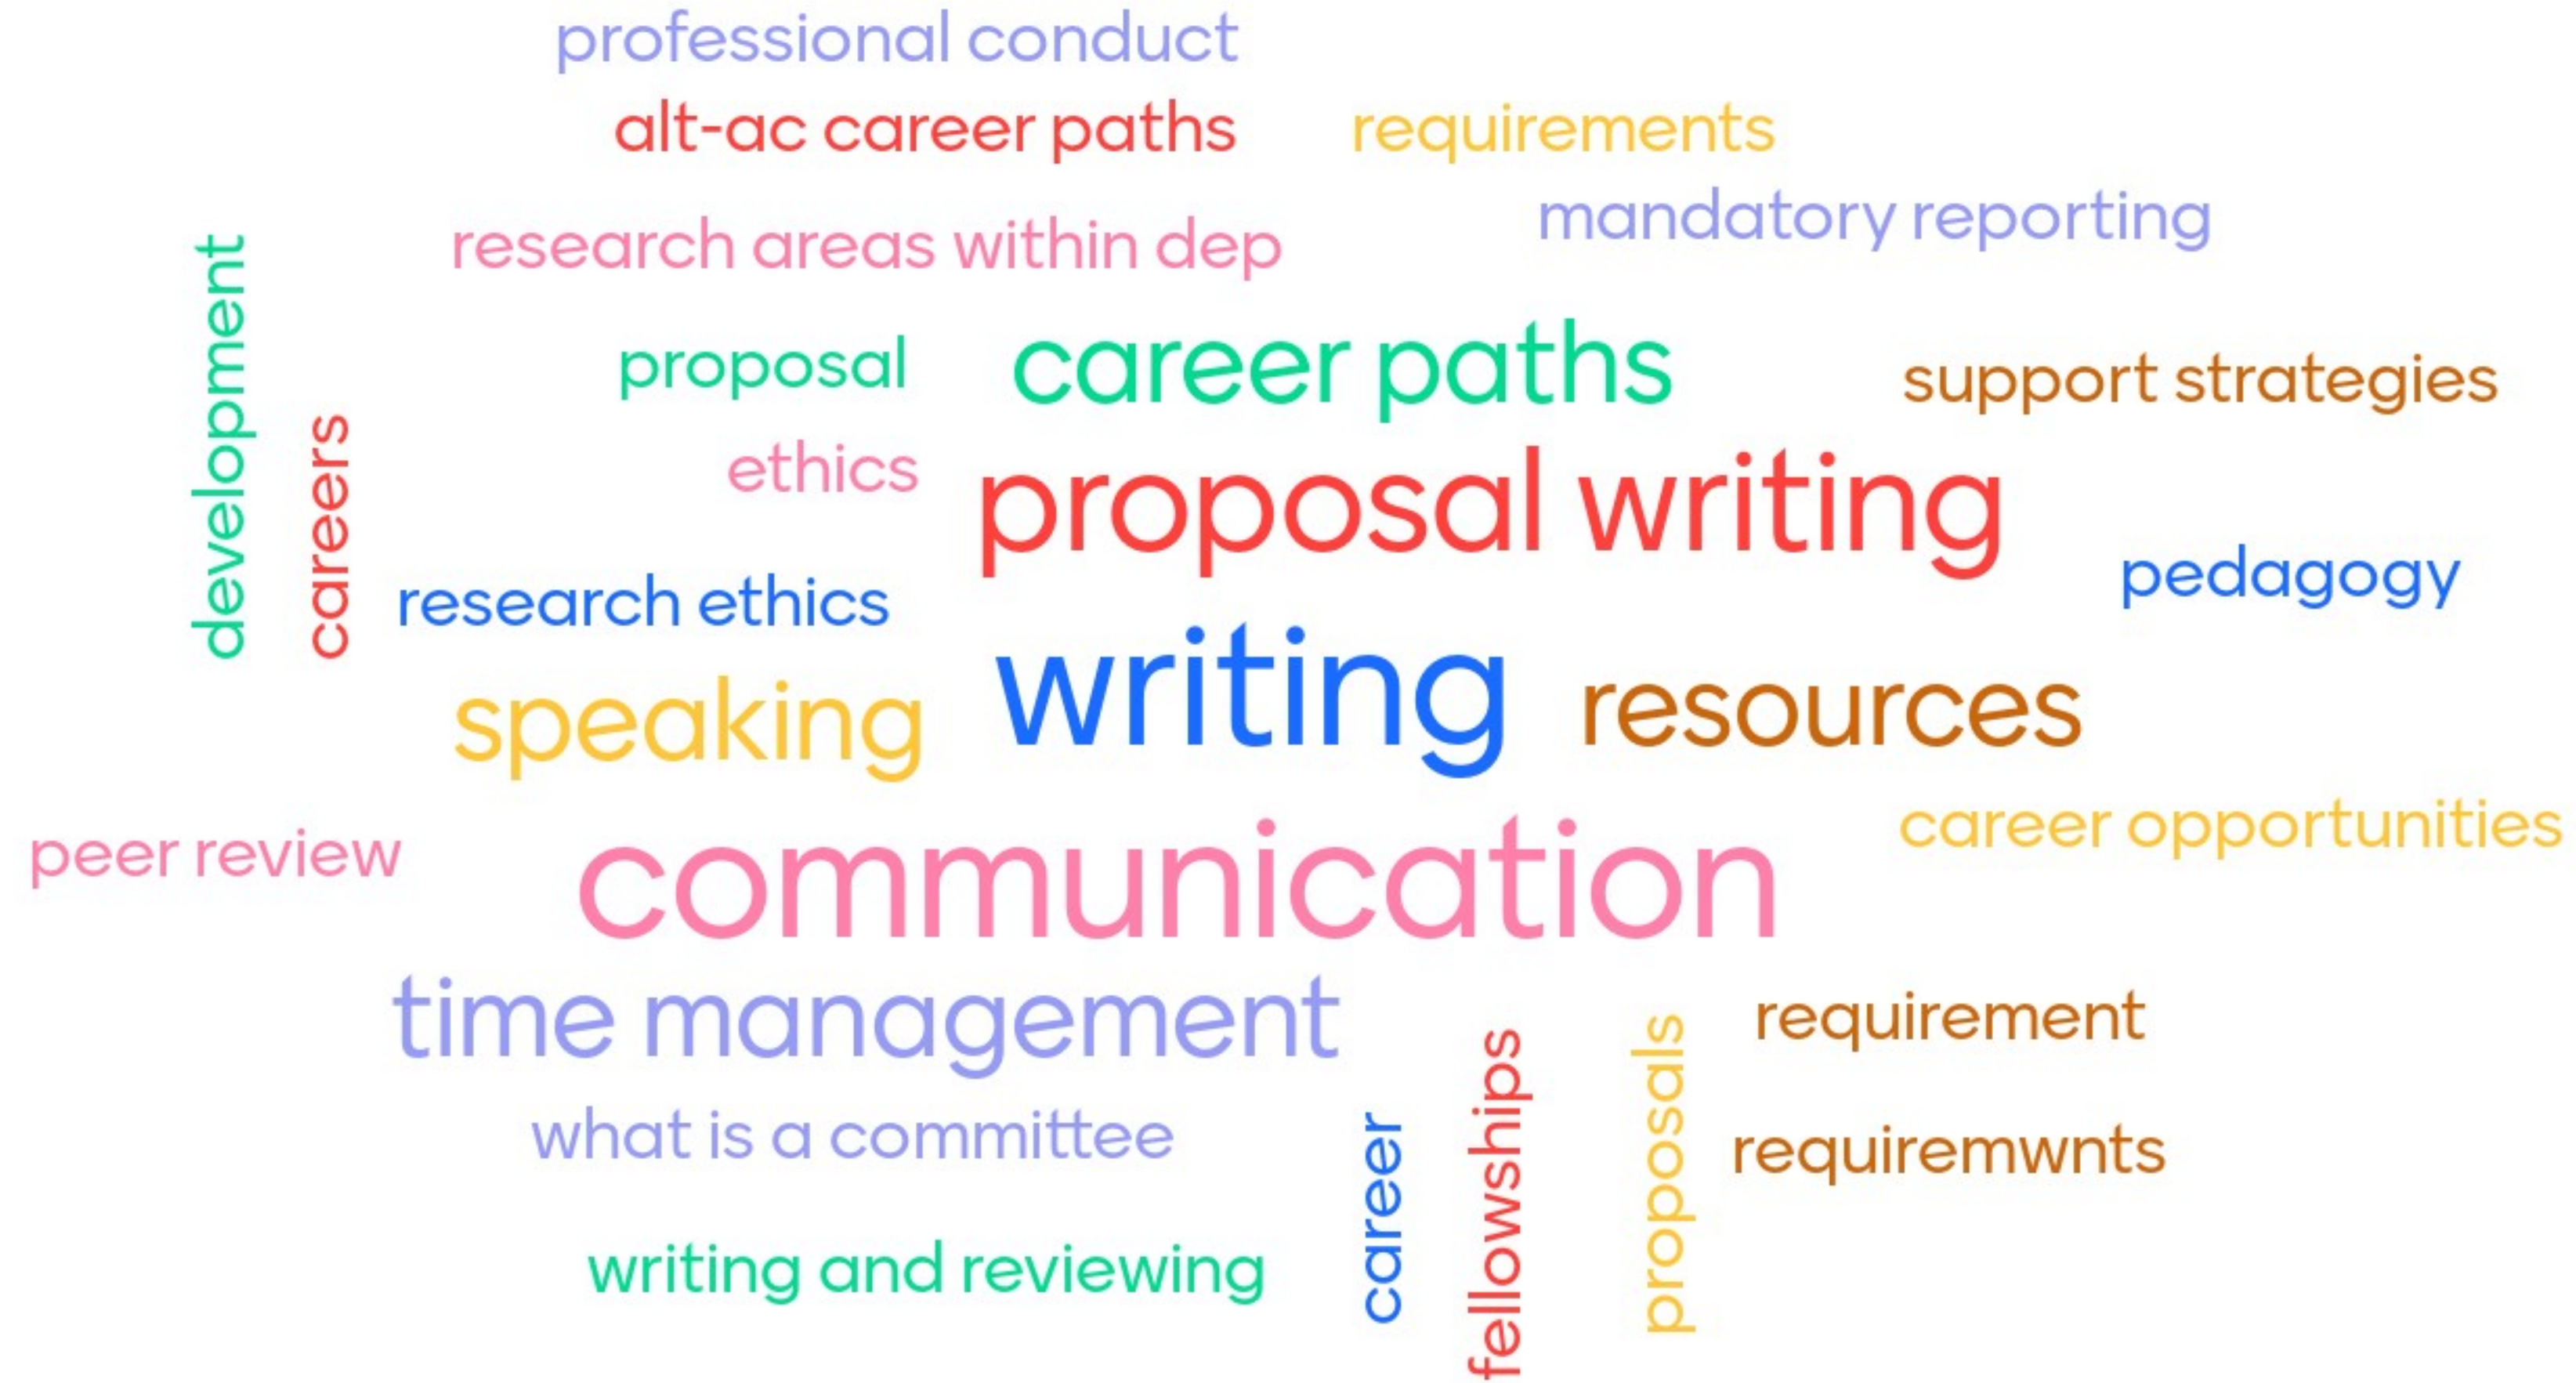 professional conduct
alt-ac career paths
requirements
mandatory reporting
research areas within dep
development
careers
proposal
career paths
support strategies
ethics
proposal writing
research ethics
pedagogy
speaking
writing
resources
peer review
communication
career opportunities
time management
requirement
what is a committee
career
fellowships
proposals
requiremwnts
writing and reviewing